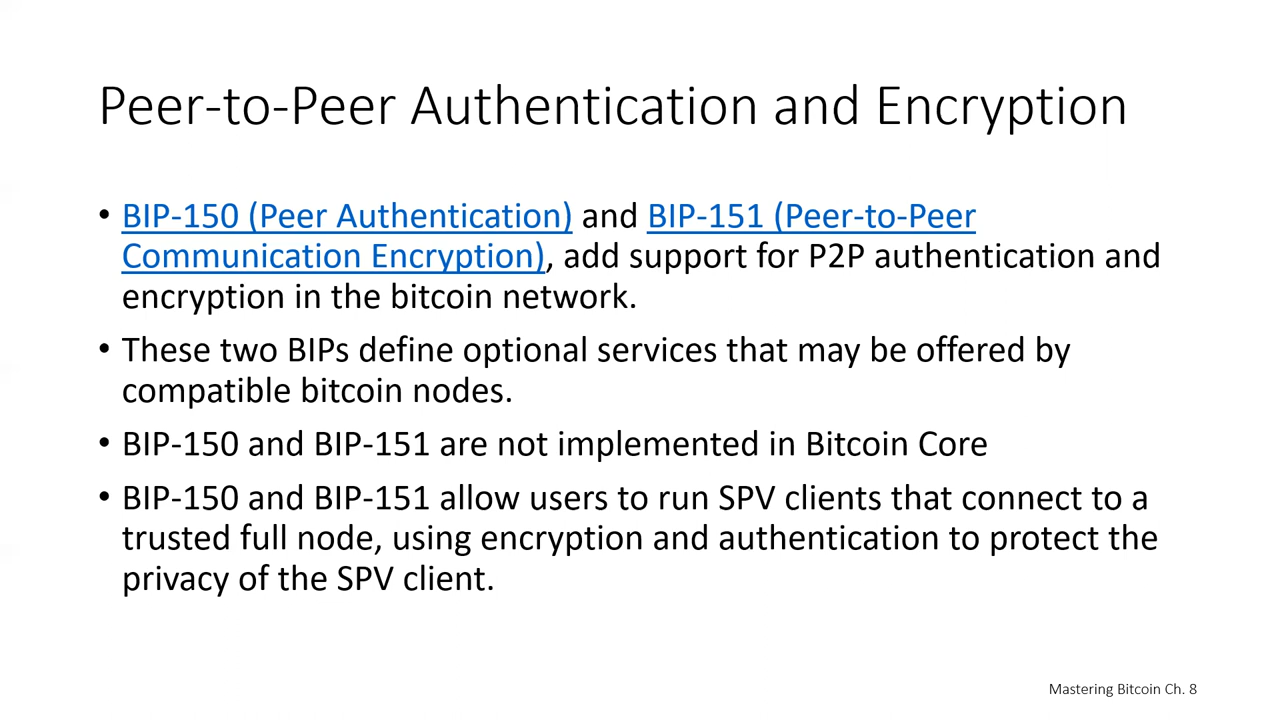 Peer-to-Peer Authentication and Encryption
• BIP-150 (Peer Authentication) and BIP-151 (Peer-to-Peer
Communication Encryption), add support for P2P authentication and
encryption in the bitcoin network.
• These two BIPs define optional services that may be offered by
compatible bitcoin nodes.
• BIP-150 and BIP-151 are not implemented in Bitcoin Core
• BIP-150 and BIP-151 allow users to run SPV clients that connect to a
trusted full node, using encryption and authentication to protect the
privacy of the SPV client.
Mastering Bitcoin Ch. 8